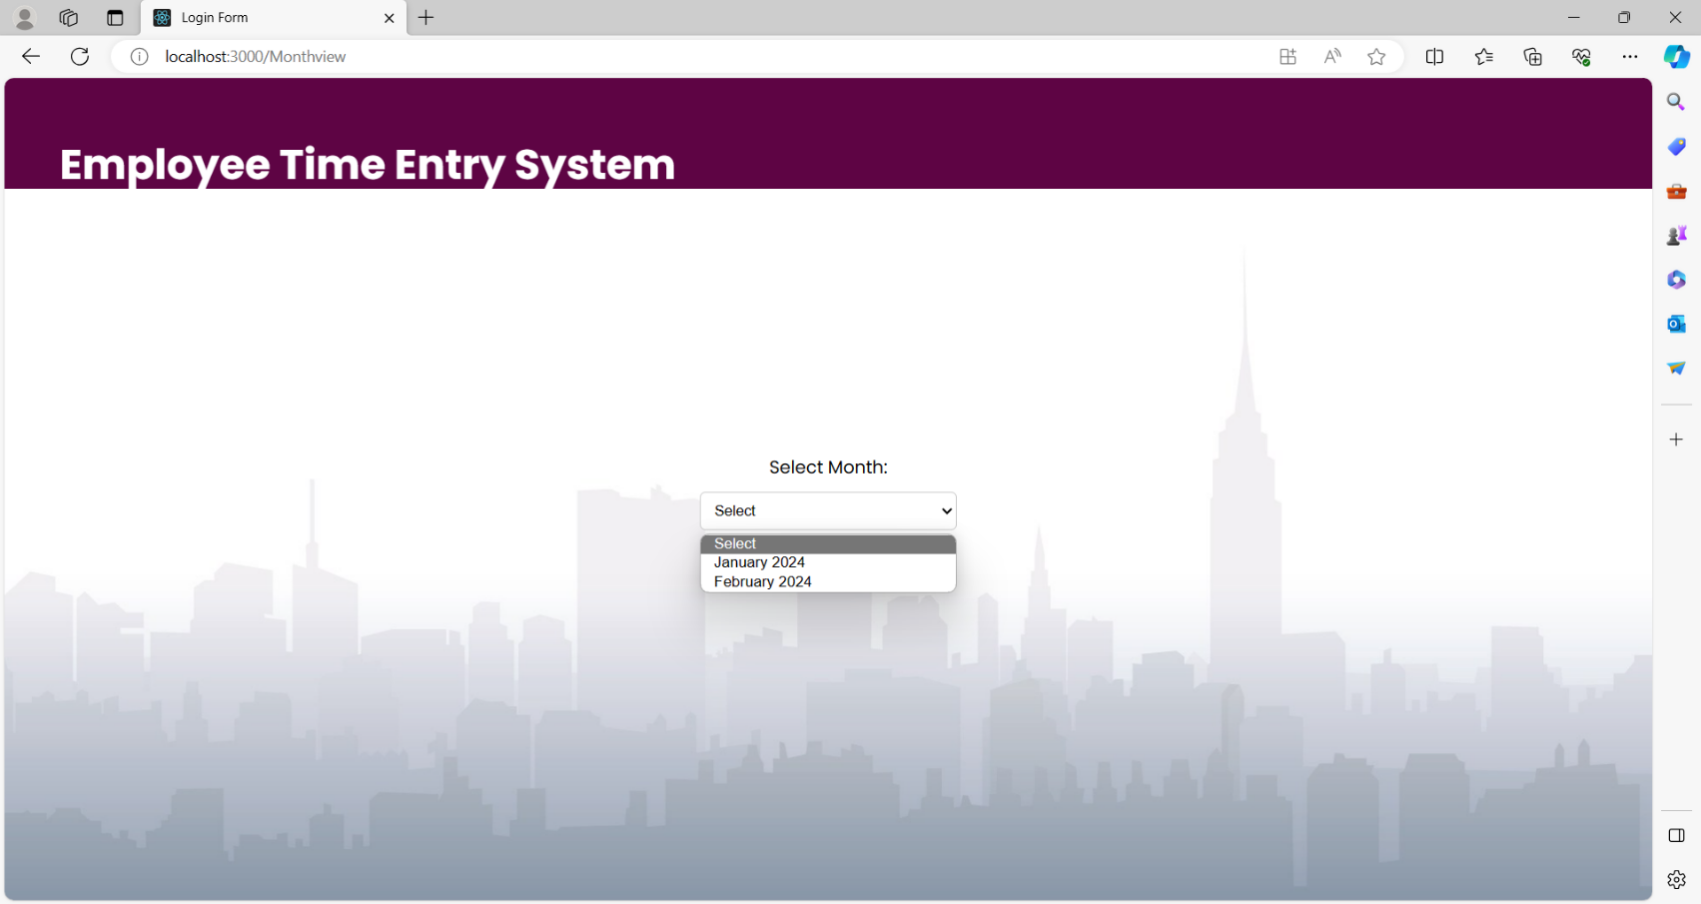 Login Form
localhost:3000/Monthview
Employee Time Entry System
Select Month:
Select
Select
January 2024
February 2024